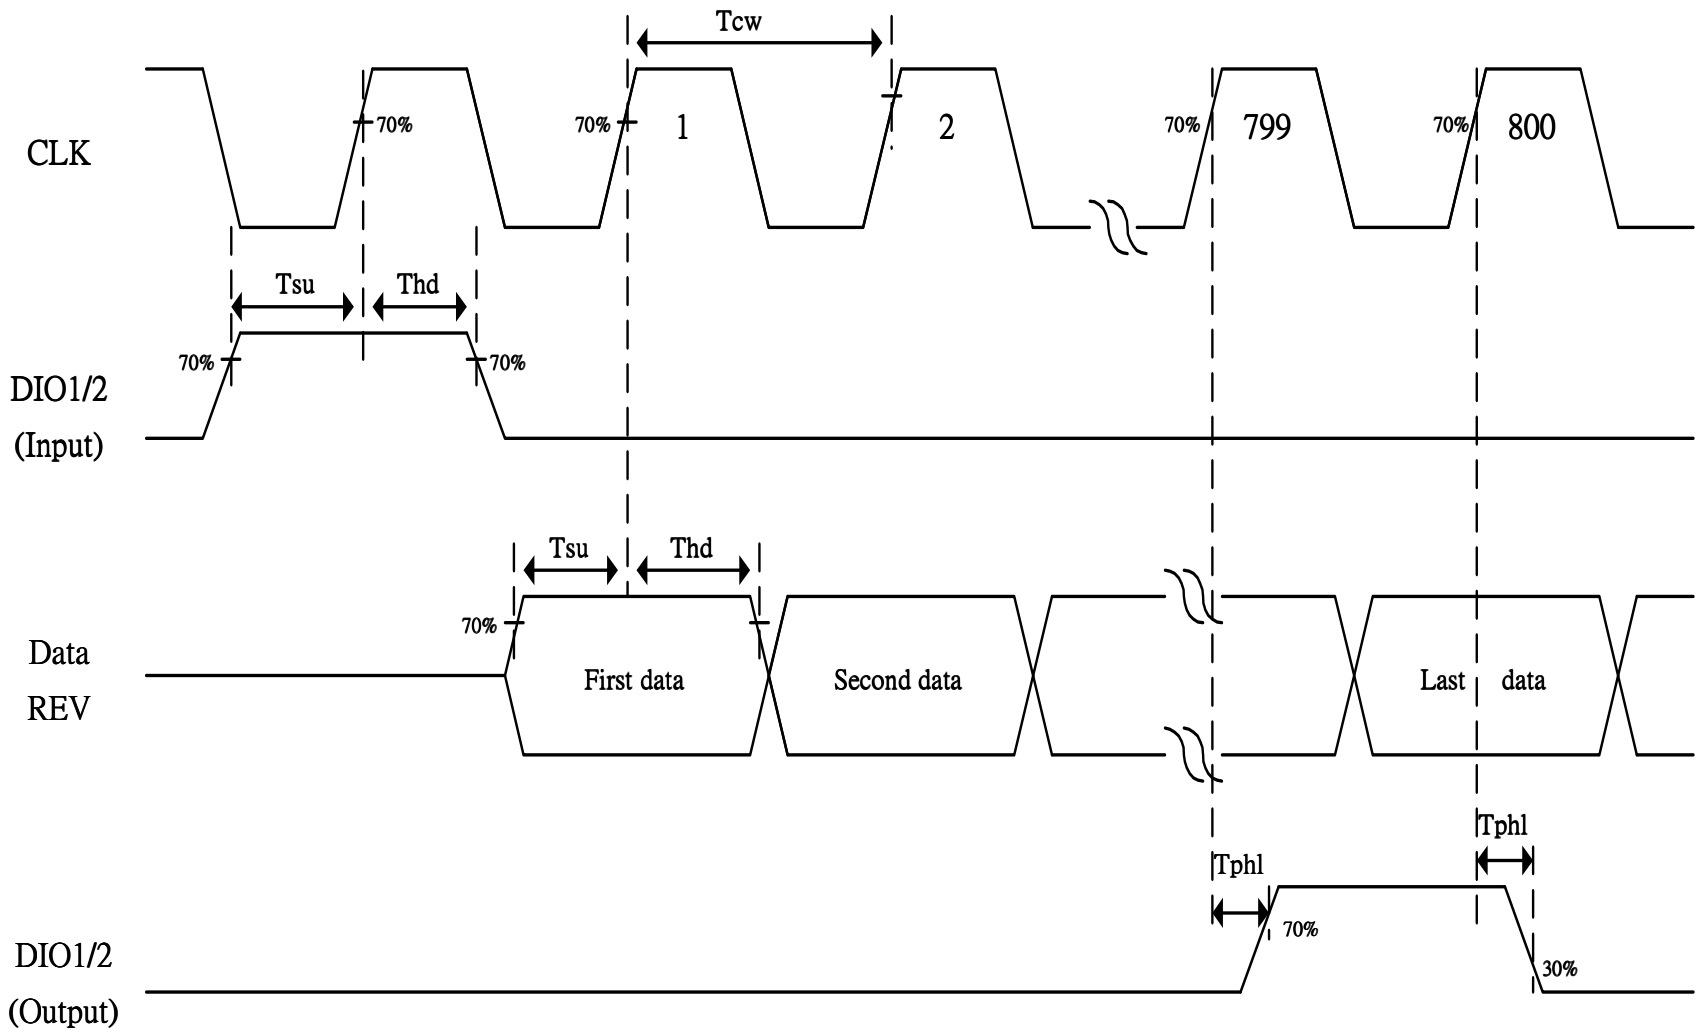 Tcw
CLK
70%
70%
1
2
70%
799
70%
800
Tsu
Thd
70%
70%
DIO1/2
(Input)
Tsu
Thd
70%
Data
REV
First data
Second data
Last data
Tphl
Tphl
70%
30%
DIO1/2
(Output)